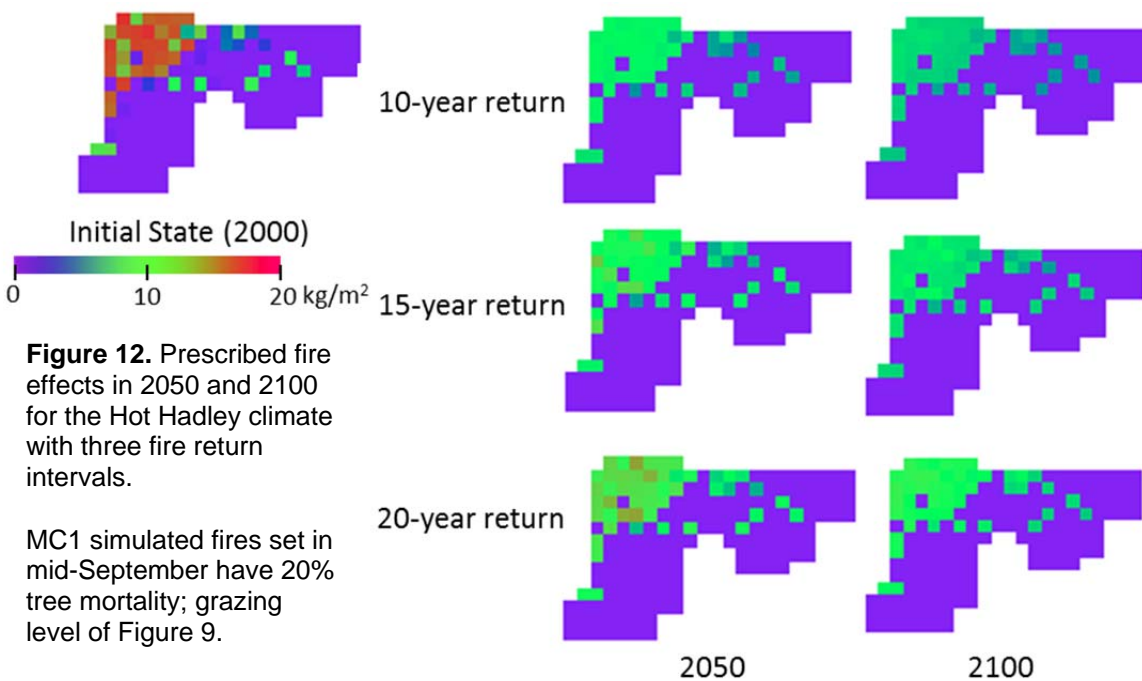 Initial State (2000)
0 10 20 kg/m²
Figure 12. Prescribed fire
effects in 2050 and 2100
for the Hot Hadley climate
with three fire return
intervals.
MC1 simulated fires set in
mid-September have 20%
tree mortality; grazing
level of Figure 9.
10-year return
15-year return
20-year return
2050 2100